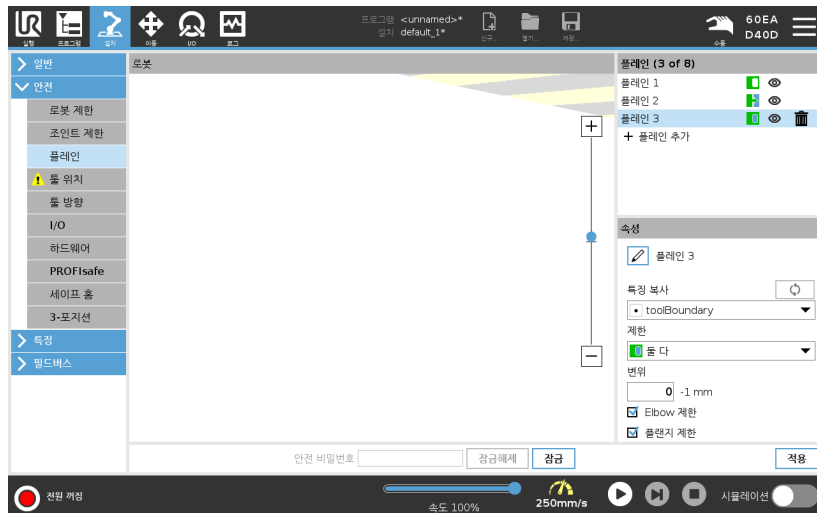 프로그램 <unnamed>*
설치 default_1*
실행
프로그램
설치
이동
I/O
로그
신규...
열기...
저장...
수동
60EA
D40D
일반
안전
로봇 제한
조인트 제한
플레인
툴 위치
툴 방향
I/O
하드웨어
PROFIsafe
세이프 홈
3-포지션
특징
필드버스
로봇
플레인 (3 of 8)
플레인 1
플레인 2
플레인 3
플레인 추가
속성
플레인 3
특징 복사
toolBoundary
제한
둘 다
변위
0 -1 mm
Elbow 제한
플랜지 제한
안전 비밀번호 잠금해제 잠금
적용
전원 꺼짐
속도 100%
250mm/s
시뮬레이션